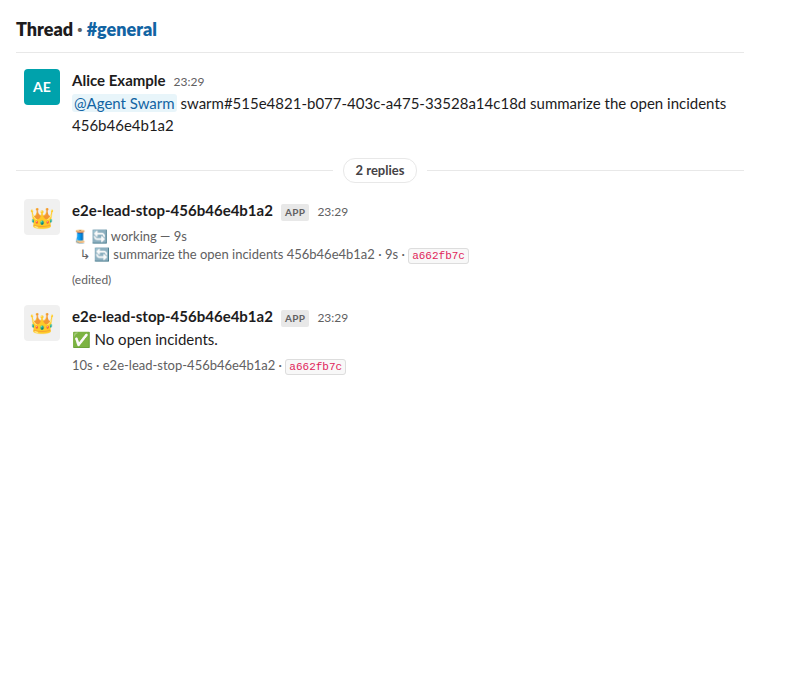 Thread • #general
AE
Alice Example 23:29
@Agent Swarm swarm#515e4821-b077-403c-a475-33528a14c18d summarize the open incidents
456b46e4b1a2
2 replies
e2e-lead-stop-456b46e4b1a2 APP 23:29
🧵 🔄 working — 9s
↳ 🔄 summarize the open incidents 456b46e4b1a2 · 9s · a662fb7c
(edited)
e2e-lead-stop-456b46e4b1a2 APP 23:29
✅ No open incidents.
10s · e2e-lead-stop-456b46e4b1a2 · a662fb7c